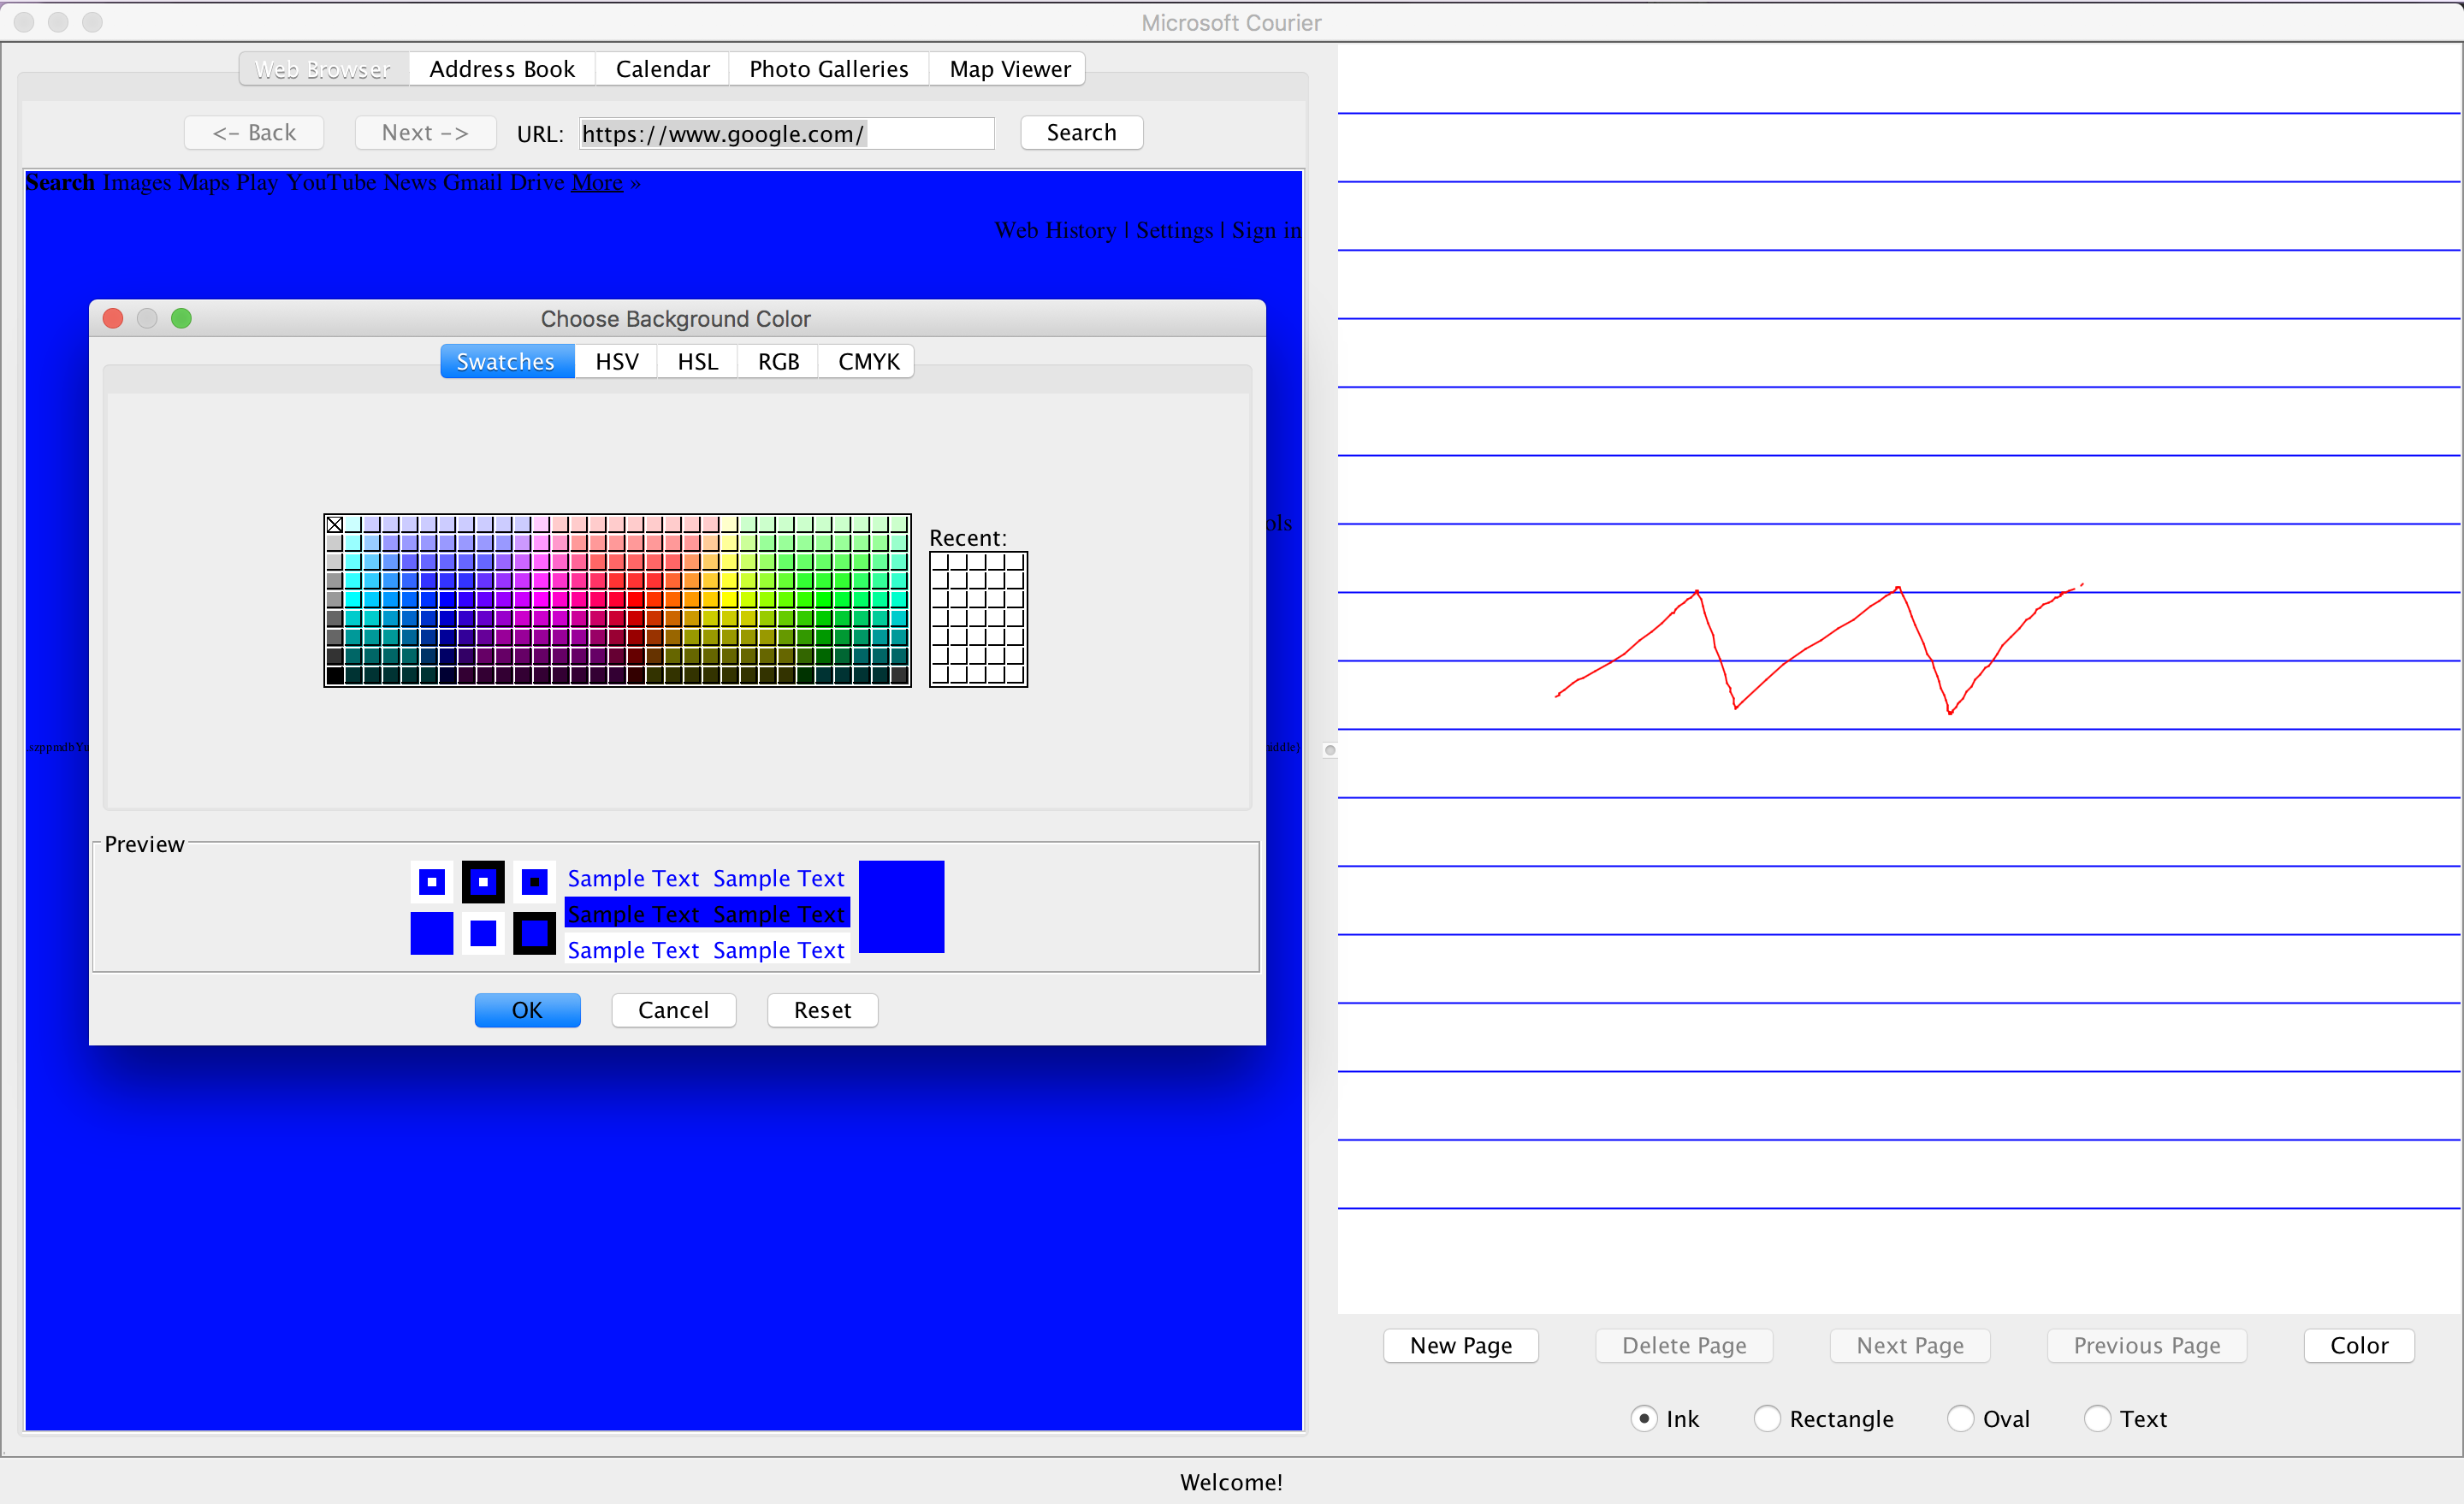 Microsoft Courier
Web Browser Address Book Calendar Photo Galleries Map Viewer
<- Back Next -> URL: https://www.google.com/ Search
Search Images Maps Play YouTube News Gmail Drive More »
Web History | Settings | Sign in
Choose Background Color
Swatches HSV HSL RGB CMYK
ols
Recent:
Preview
Sample Text Sample Text
Sample Text Sample Text
Sample Text Sample Text
OK Cancel Reset
New Page Delete Page Next Page Previous Page Color
Ink Rectangle Oval Text
Welcome!